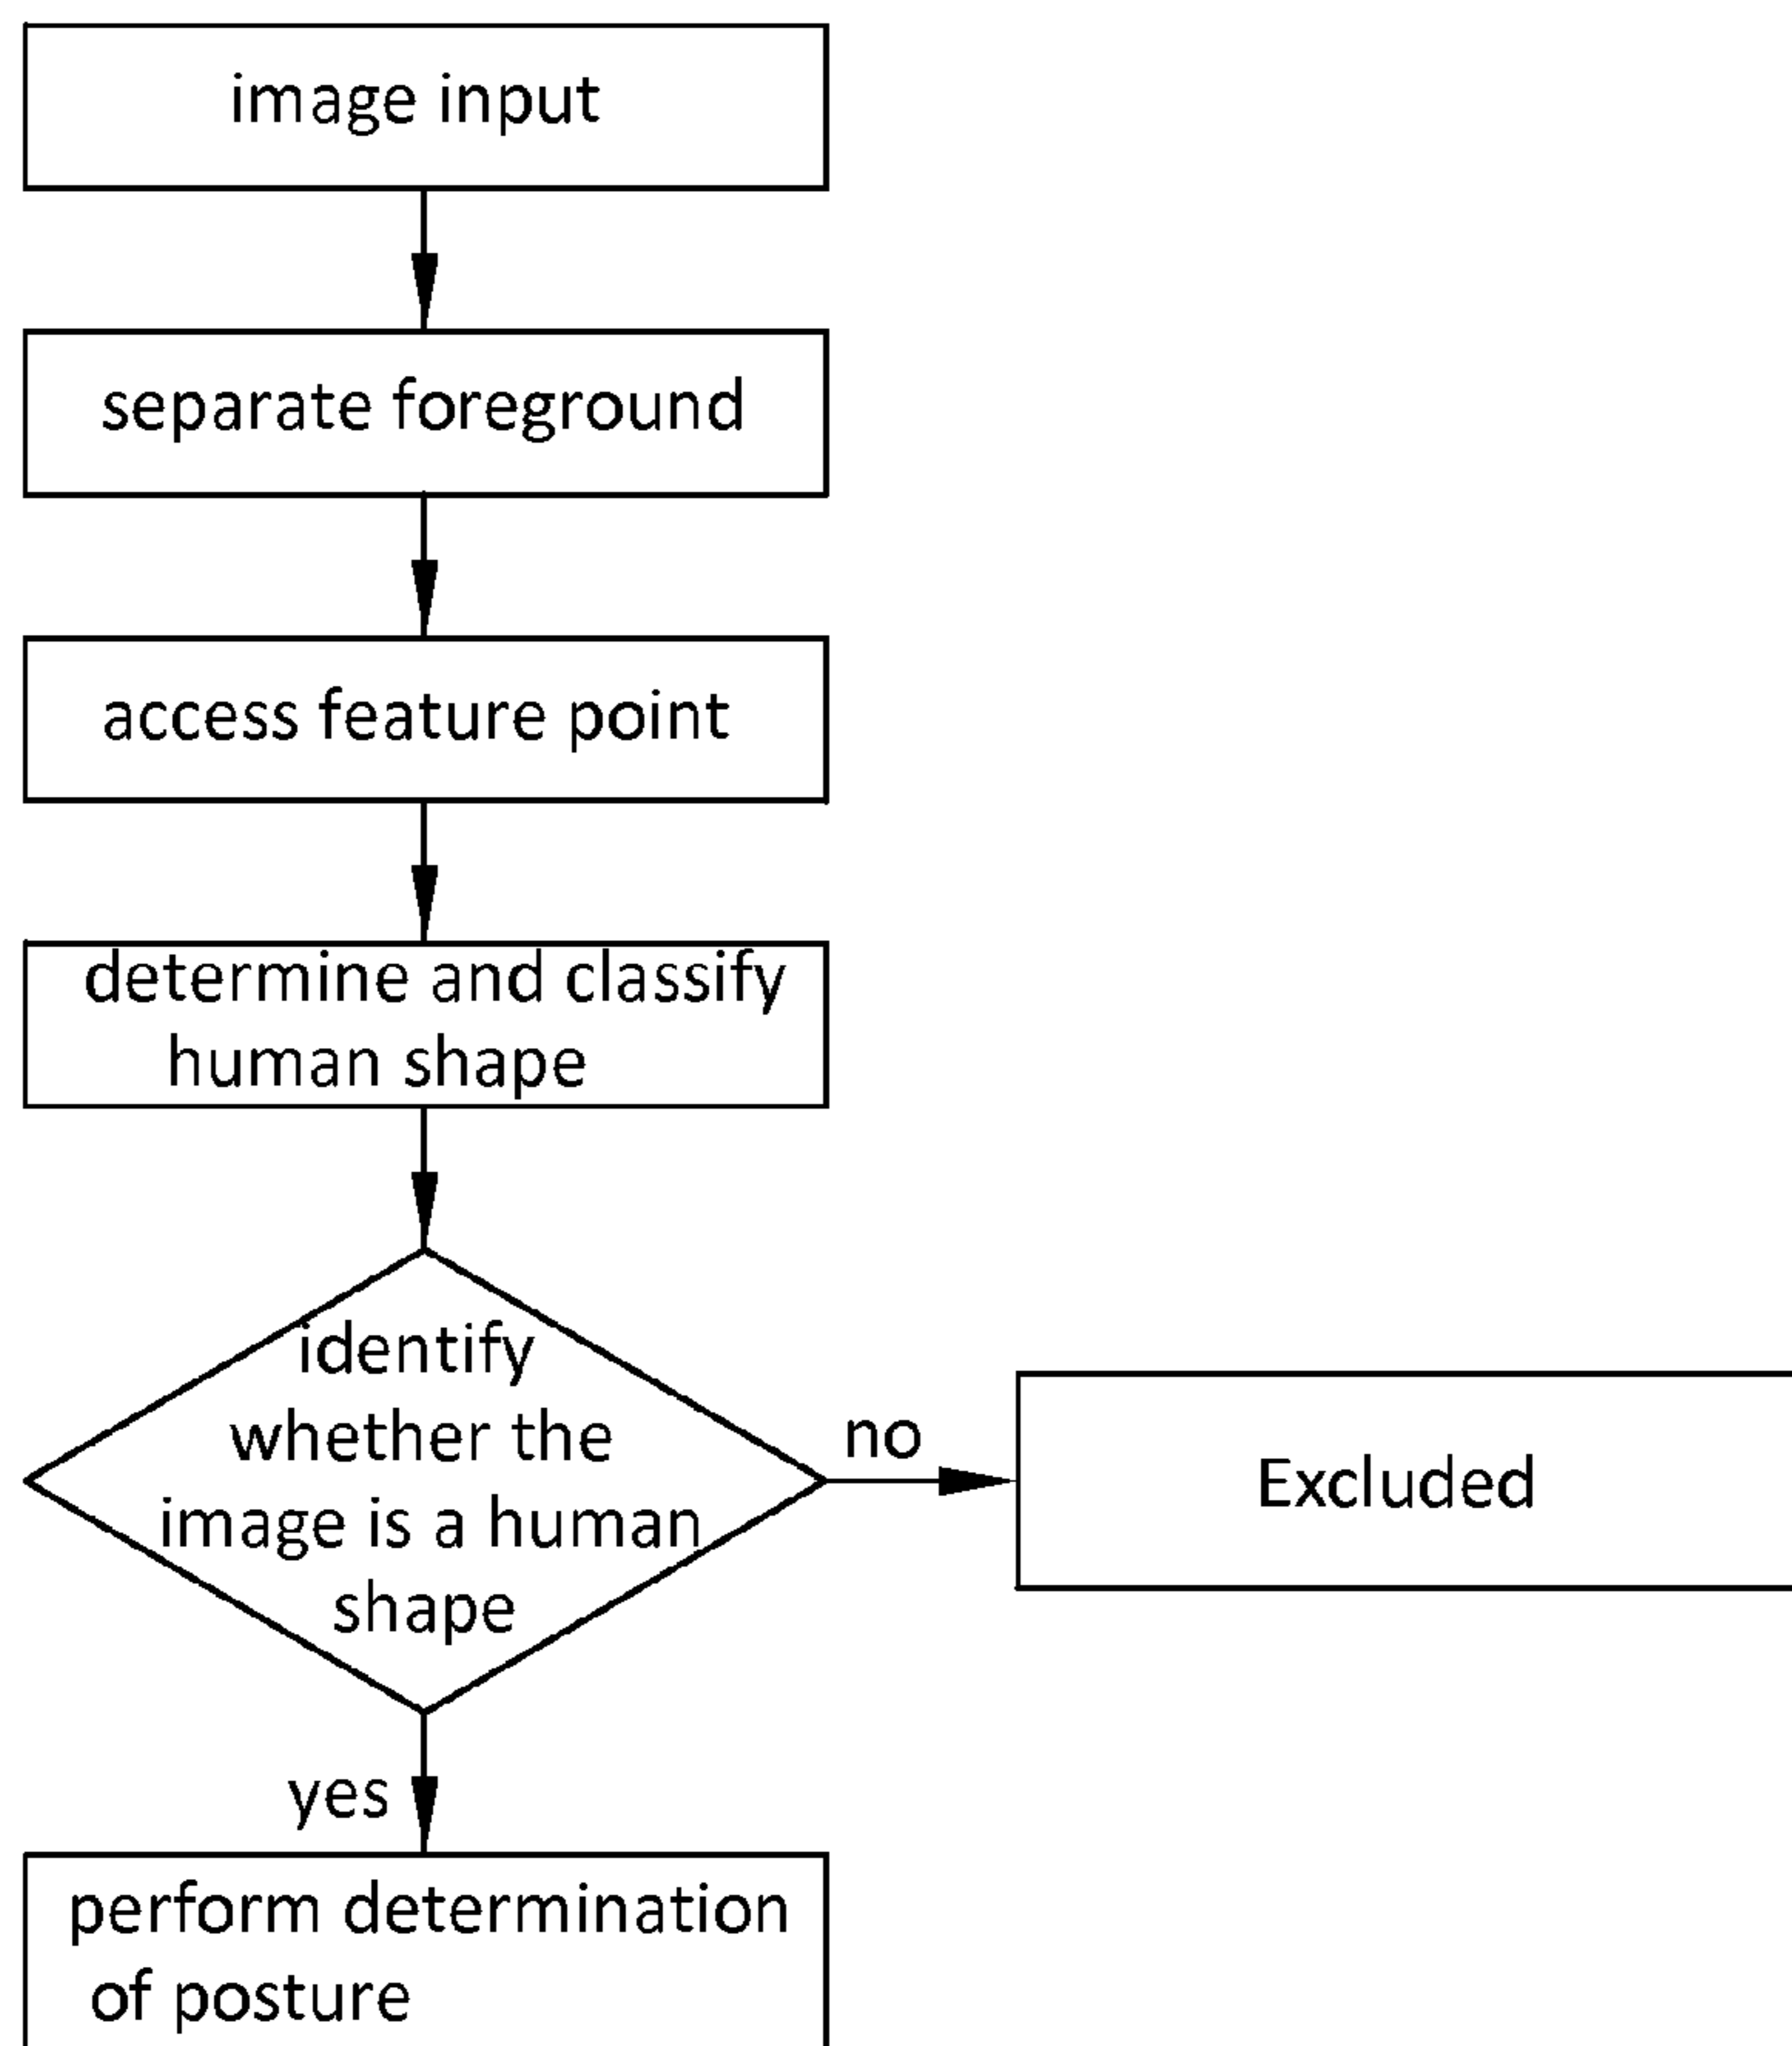 image input
separate foreground
access feature point
determine and classify
human shape
identify
whether the
image is a human
shape
no
Excluded
yes
perform determination
of posture